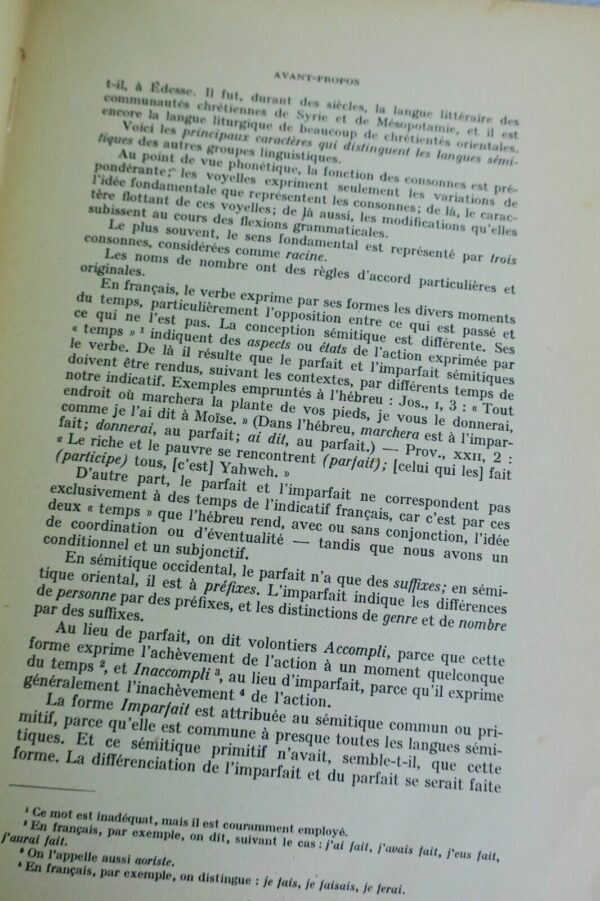 AVANT-PROPOS
t-il, à Édesse. Il fut, durant des siècles, la langue littéraire des
communautés chrétiennes de Syrie et de Mésopotamie, et il est
encore la langue liturgique de beaucoup de chrétientés orientales.
Voici les principaux caractères qui distinguent les langues sémi-
tiques des autres groupes linguistiques.
Au point de vue phonétique, la fonction des consonnes est pré-
pondérante; les voyelles expriment seulement les variations de
l'idée fondamentale que représentent les consonnes; de là, le carac-
tère flottant de ces voyelles; de là aussi, les modifications qu'elles
subissent au cours des flexions grammaticales.
Le plus souvent, le sens fondamental est représenté par trois
consonnes, considérées comme racine.
Les noms de nombre ont des règles d'accord particulières et
originales.
En français, le verbe exprime par ses formes les divers moments
du temps, particulièrement l'opposition entre ce qui est passé et
ce qui ne l'est pas. La conception sémitique est différente. Ses
« temps » ¹ indiquent des aspects ou états de l'action exprimée par
le verbe. De là il résulte que le parfait et l'imparfait sémitiques
doivent être rendus, suivant les contextes, par différents temps de
notre indicatif. Exemples empruntés à l'hébreu : Jos., I, 3 : « Tout
endroit où marchera la plante de vos pieds, je vous le donnerai,
comme je l'ai dit à Moïse. » (Dans l'hébreu, marchera est à l'impar-
fait; donnerai, au parfait; ai dit, au parfait.) — Prov., XXII, 2 :
« Le riche et le pauvre se rencontrent (parfait); [celui qui les] fait
(participe) tous, [c'est] Yahweh. »
D'autre part, le parfait et l'imparfait ne correspondent pas
exclusivement à des temps de l'indicatif français, car c'est par ces
deux « temps » que l'hébreu rend, avec ou sans conjonction, l'idée
de coordination ou d'éventualité — tandis que nous avons un
conditionnel et un subjonctif.
En sémitique occidental, le parfait n'a que des suffixes; en sémi-
tique oriental, il est à préfixes. L'imparfait indique les différences
de personne par des préfixes, et les distinctions de genre et de nombre
par des suffixes.
Au lieu de parfait, on dit volontiers Accompli, parce que cette
forme exprime l'achèvement de l'action à un moment quelconque
du temps ², et Inaccompli ³, au lieu d'imparfait, parce qu'il exprime
généralement l'inachèvement ⁴ de l'action.
La forme Imparfait est attribuée au sémitique commun ou pri-
mitif, parce qu'elle est commune à presque toutes les langues sémi-
tiques. Et ce sémitique primitif n'avait, semble-t-il, que cette
forme. La différenciation de l'imparfait et du parfait se serait faite
¹ Ce mot est inadéquat, mais il est couramment employé.
² En français, par exemple, on dit, suivant le cas : j'ai fait, j'avais fait, j'eus fait,
j'aurai fait.
³ On l'appelle aussi aoriste.
⁴ En français, par exemple, on distingue : je fais, je faisais, je ferai.